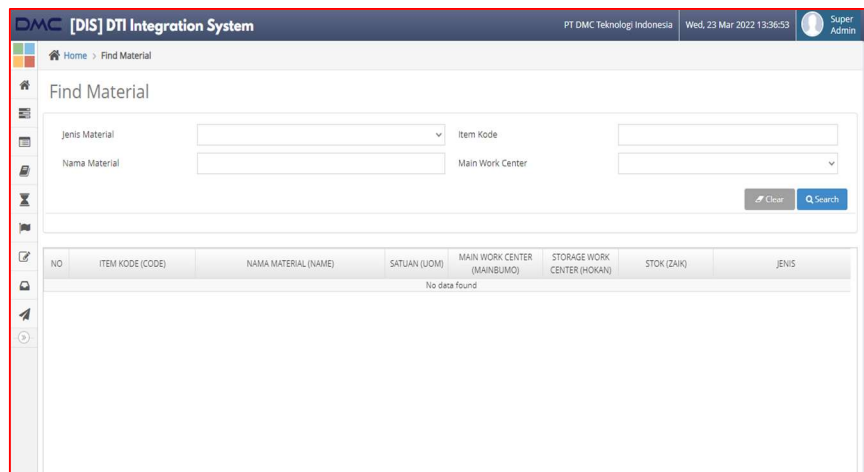 DMC [DIS] DTI Integration System
PT DMC Teknologi Indonesia
Wed, 23 Mar 2022 13:36:53
Super
Admin
Home > Find Material
Find Material
Jenis Material
Item Kode
Nama Material
Main Work Center
Clear
Search
NO
ITEM KODE (CODE)
NAMA MATERIAL (NAME)
SATUAN (UOM)
MAIN WORK CENTER
(MAINBUMO)
STORAGE WORK
CENTER (HOKAN)
STOK (ZAIK)
JENIS
No data found